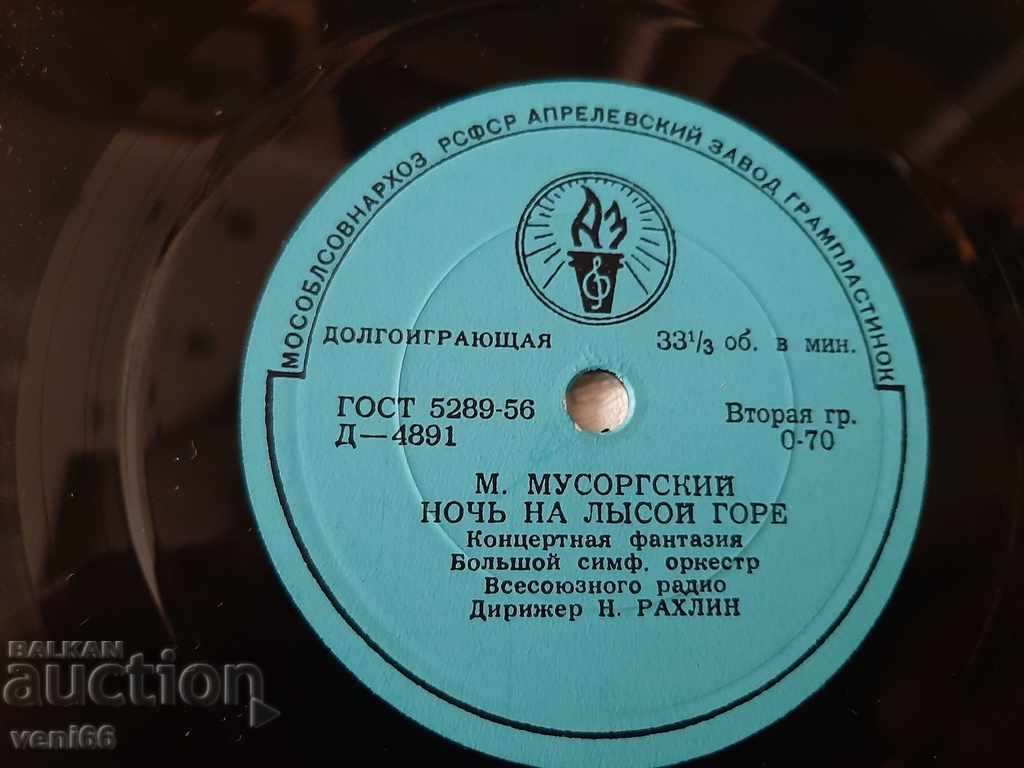 МОСОБЛСОВНАРХОЗ РСФСР АПРЕЛЕВСКИЙ ЗАВОД ГРАМПЛАСТИНОК
АЗ
ДОЛГОИГРАЮЩАЯ 33⅓ об. в мин.
ГОСТ 5289-56 Вторая гр.
Д—4891 0-70
М. МУСОРГСКИЙ
НОЧЬ НА ЛЫСОЙ ГОРЕ
Концертная фантазия
Большой симф. оркестр
Всесоюзного радио
Дирижер Н. РАХЛИН
BALKAN
auction
veni66